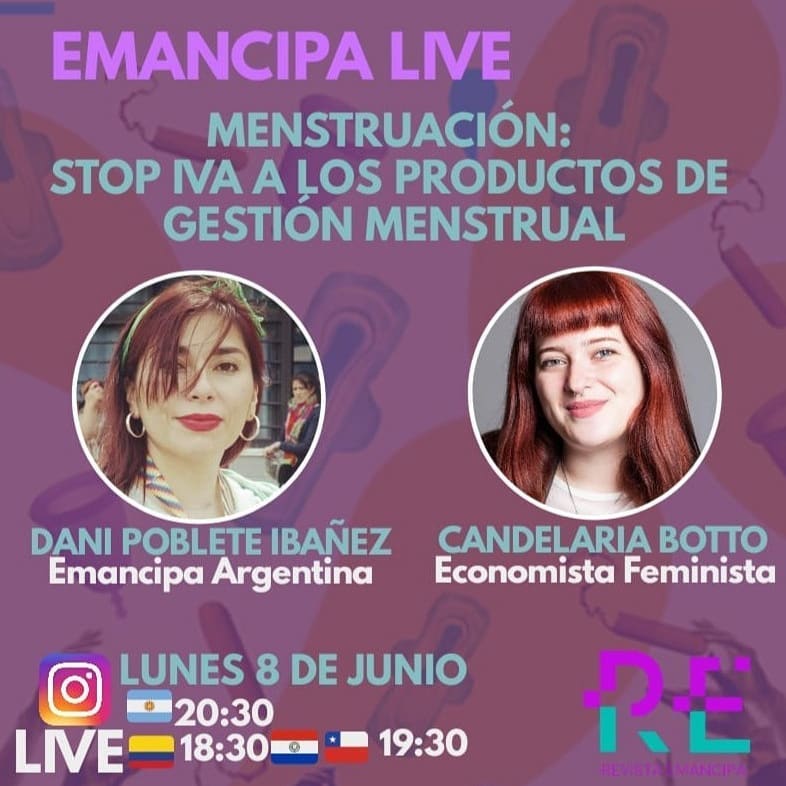 EMANCIPA LIVE
MENSTRUACIÓN:
STOP IVA A LOS PRODUCTOS DE
GESTIÓN MENSTRUAL
DANI POBLETE IBAÑEZ
Emancipa Argentina
CANDELARIA BOTTO
Economista Feminista
LUNES 8 DE JUNIO
20:30
LIVE 18:30 19:30
RE
REVISTA EMANCIPA